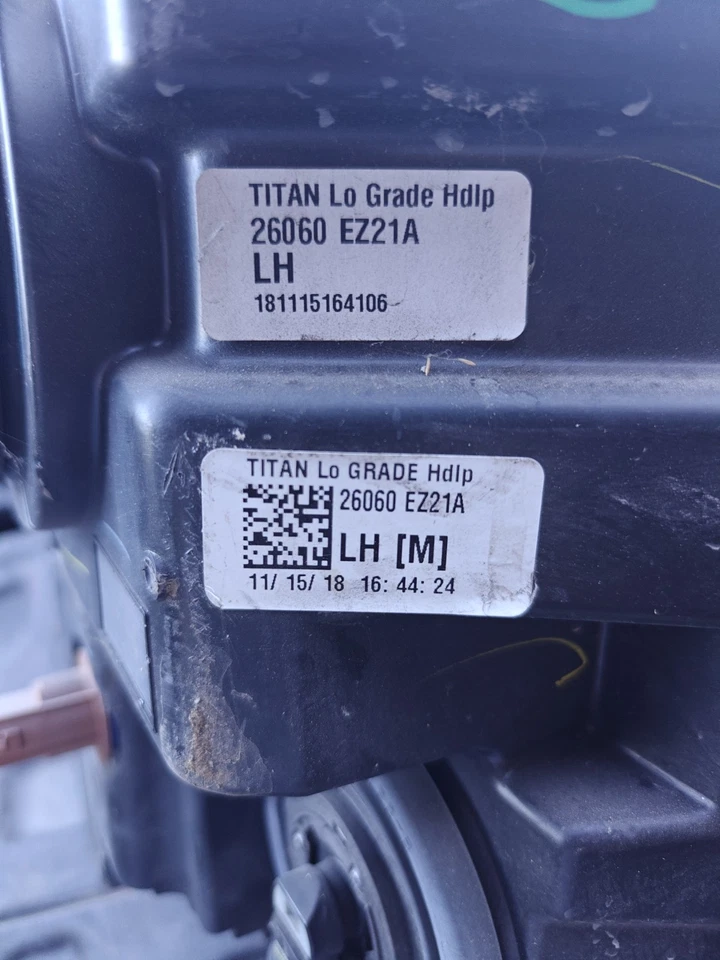 TITAN Lo Grade Hdlp
26060 EZ21A
LH
181115164106
TITAN Lo GRADE Hdlp
26060 EZ21A
LH [M]
11/ 15/ 18 16: 44: 24